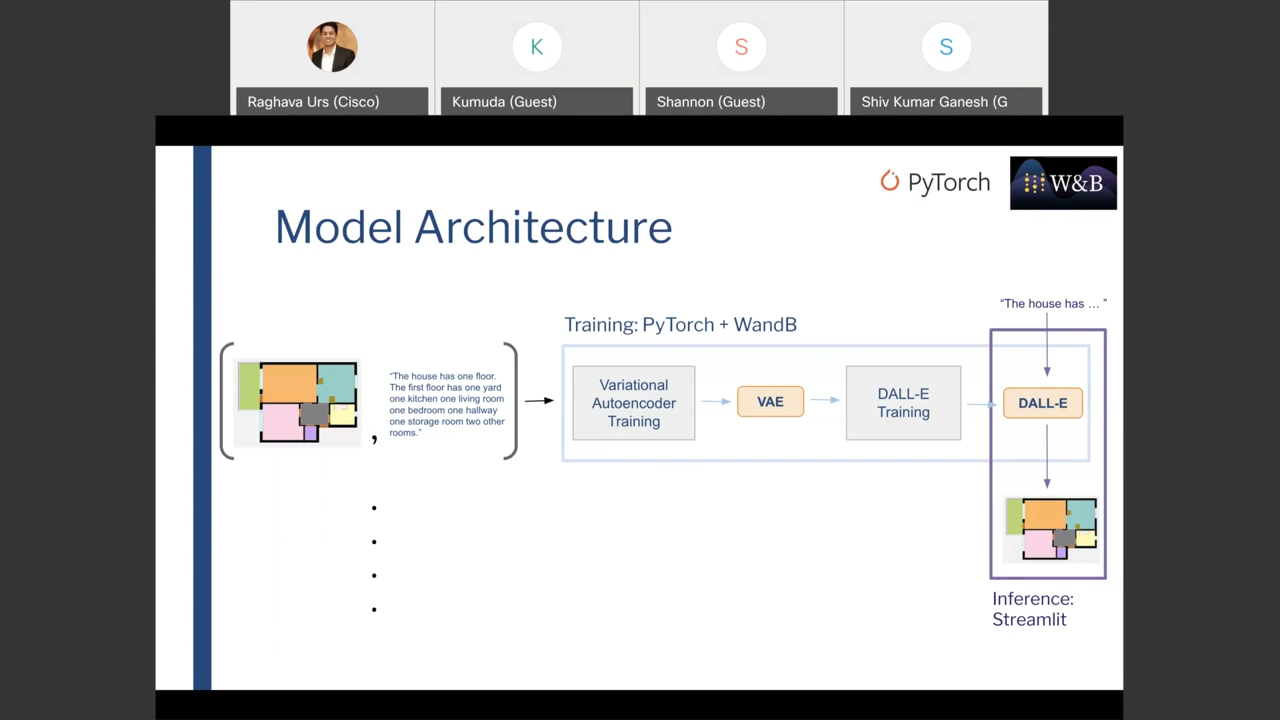 K
S
S
Raghava Urs (Cisco)
Kumuda (Guest)
Shannon (Guest)
Shiv Kumar Ganesh (G
PyTorch
W&B
Model Architecture
"The house has ... "
Training: PyTorch + WandB
"The house has one floor.
The first floor has one yard
one kitchen one living room
one bedroom one hallway
one storage room two other
rooms."
,
Variational
Autoencoder
Training
VAE
DALL-E
Training
DALL-E
Inference:
Streamlit